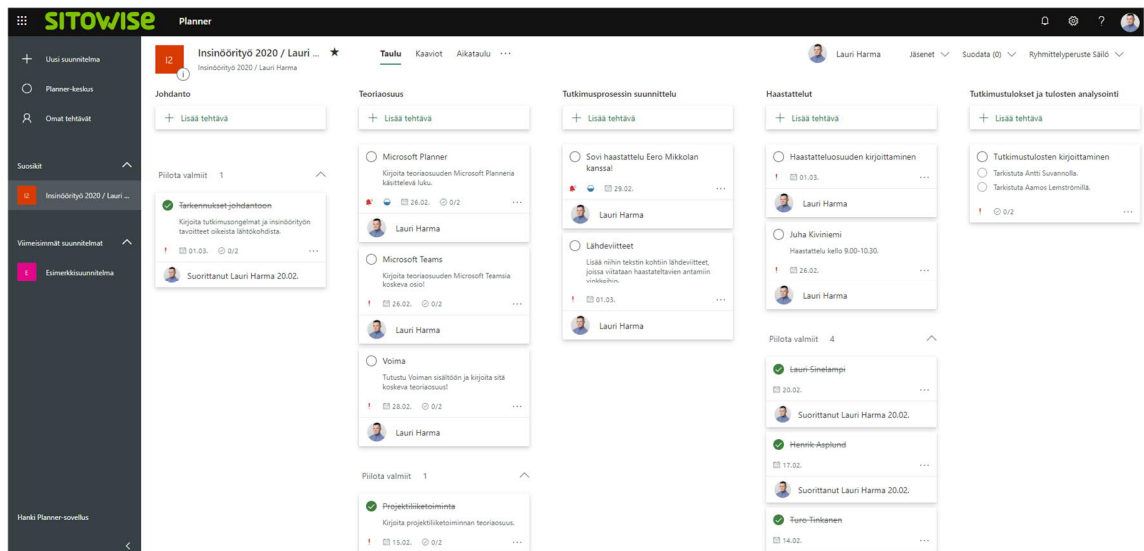 SITOWISE
Planner
?
Uusi suunnitelma
Planner-keskus
Omat tehtävät
Suosikit
I2
Insinöörityö 2020 / Lauri ...
Viimeisimmät suunnitelmat
E
Esimerkkisuunnitelma
Hanki Planner-sovellus
I2
Insinöörityö 2020 / Lauri ...
Insinöörityö 2020 / Lauri Harma
Taulu
Kaaviot
Aikataulu
Lauri Harma
Jäsenet
Suodata (0)
Ryhmittelyperuste Säilö
Johdanto
+ Lisää tehtävä
Piilota valmiit 1
Tarkennukset johdantoon
Kirjoita tutkimusongelmat ja insinöörityön
tavoitteet oikeista lähtökohdista.
! 01.03. 0/2
Suorittanut Lauri Harma 20.02.
Teoriaosuus
+ Lisää tehtävä
Microsoft Planner
Kirjoita teoriaosuuden Microsoft Planneria
käsittelevä luku.
26.02. 0/2
Lauri Harma
Microsoft Teams
Kirjoita teoriaosuuden Microsoft Teamsia
koskeva osio!
! 26.02. 0/2
Lauri Harma
Voima
Tutustu Voiman sisältöön ja kirjoita sitä
koskeva teoriaosuus!
! 28.02. 0/2
Lauri Harma
Piilota valmiit 1
Projektiliiketoiminta
Kirjoita projektiliiketoiminnan teoriaosuus.
! 15.02. 0/2
Tutkimusprosessin suunnittelu
+ Lisää tehtävä
Sovi haastattelu Eero Mikkolan
kanssa!
29.02.
Lauri Harma
Lähdeviitteet
Lisää niihin tekstin kohtiin lähdeviitteet,
joissa viitataan haastateltavien antamiin
vinkkeihin.
! 01.03.
Lauri Harma
Haastattelut
+ Lisää tehtävä
Haastatteluosuuden kirjoittaminen
! 01.03.
Lauri Harma
Juha Kiviniemi
Haastattelu kello 9.00-10.30.
! 26.02.
Lauri Harma
Piilota valmiit 4
Lauri Sinelampi
20.02.
Suorittanut Lauri Harma 20.02.
Henrik Asplund
17.02.
Suorittanut Lauri Harma 20.02.
Turo Tinkanen
14.02.
Tutkimustulokset ja tulosten analysointi
+ Lisää tehtävä
Tutkimustulosten kirjoittaminen
Tarkistuta Antti Suvannolla.
Tarkistuta Aamos Lemströmillä.
! 0/2